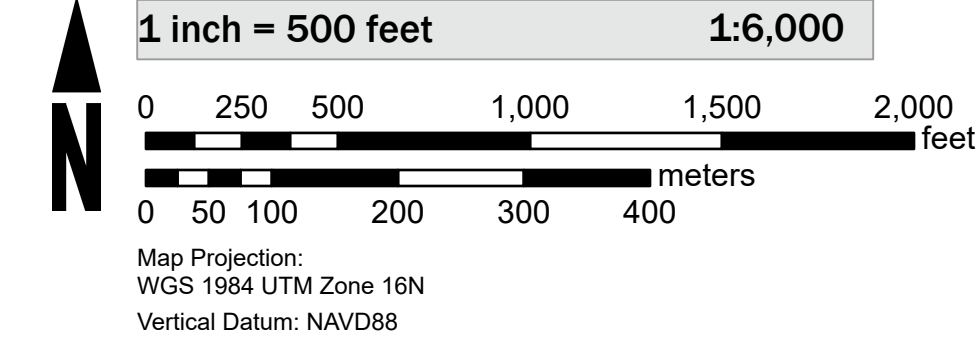 1 inch = 500 feet 1:6,000
N
0 250 500 1,000 1,500 2,000
feet
meters
0 50 100 200 300 400
Map Projection:
WGS 1984 UTM Zone 16N
Vertical Datum: NAVD88